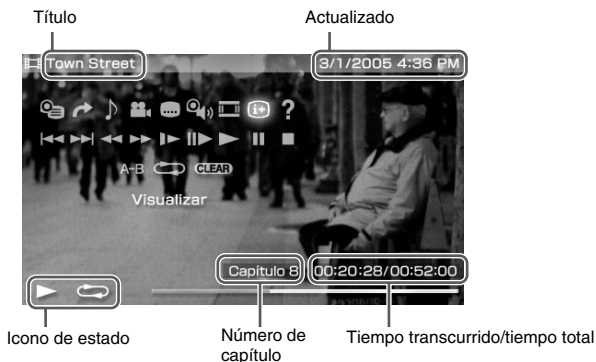 Título
Actualizado
Town Street
3/1/2005 4:36 PM
i+ ?
A-B CLEAR
Visualizar
Capítulo 8 00:20:28/00:52:00
Icono de estado
Número de
capítulo
Tiempo transcurrido/tiempo total